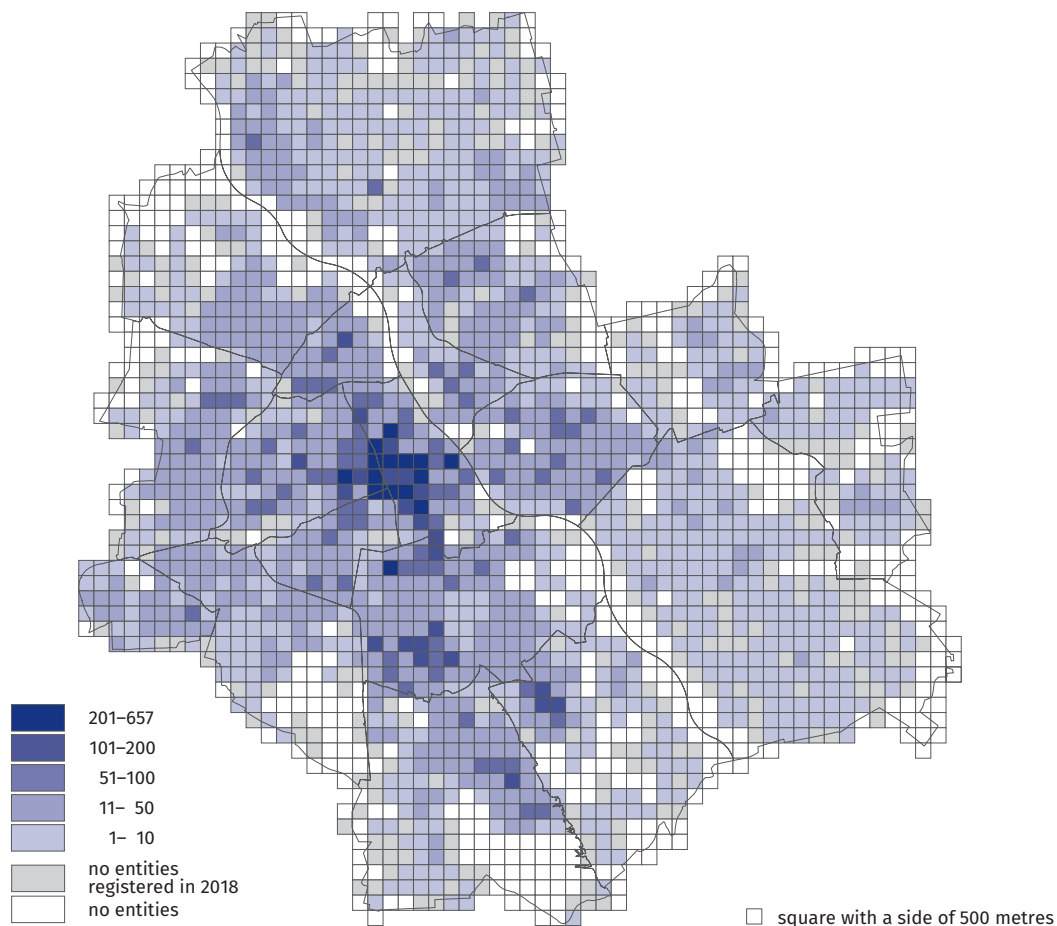 201–657
101–200
51–100
11– 50
1– 10
no entities
registered in 2018
no entities
square with a side of 500 metres